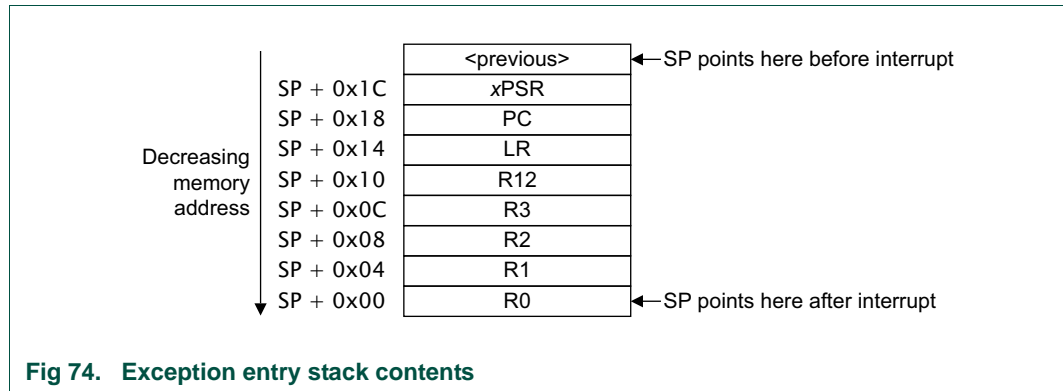 <previous> SP points here before interrupt
SP + 0x1C xPSR
SP + 0x18 PC
SP + 0x14 LR
Decreasing
memory
address
SP + 0x10 R12
SP + 0x0C R3
SP + 0x08 R2
SP + 0x04 R1
SP + 0x00 R0 SP points here after interrupt
Fig 74. Exception entry stack contents